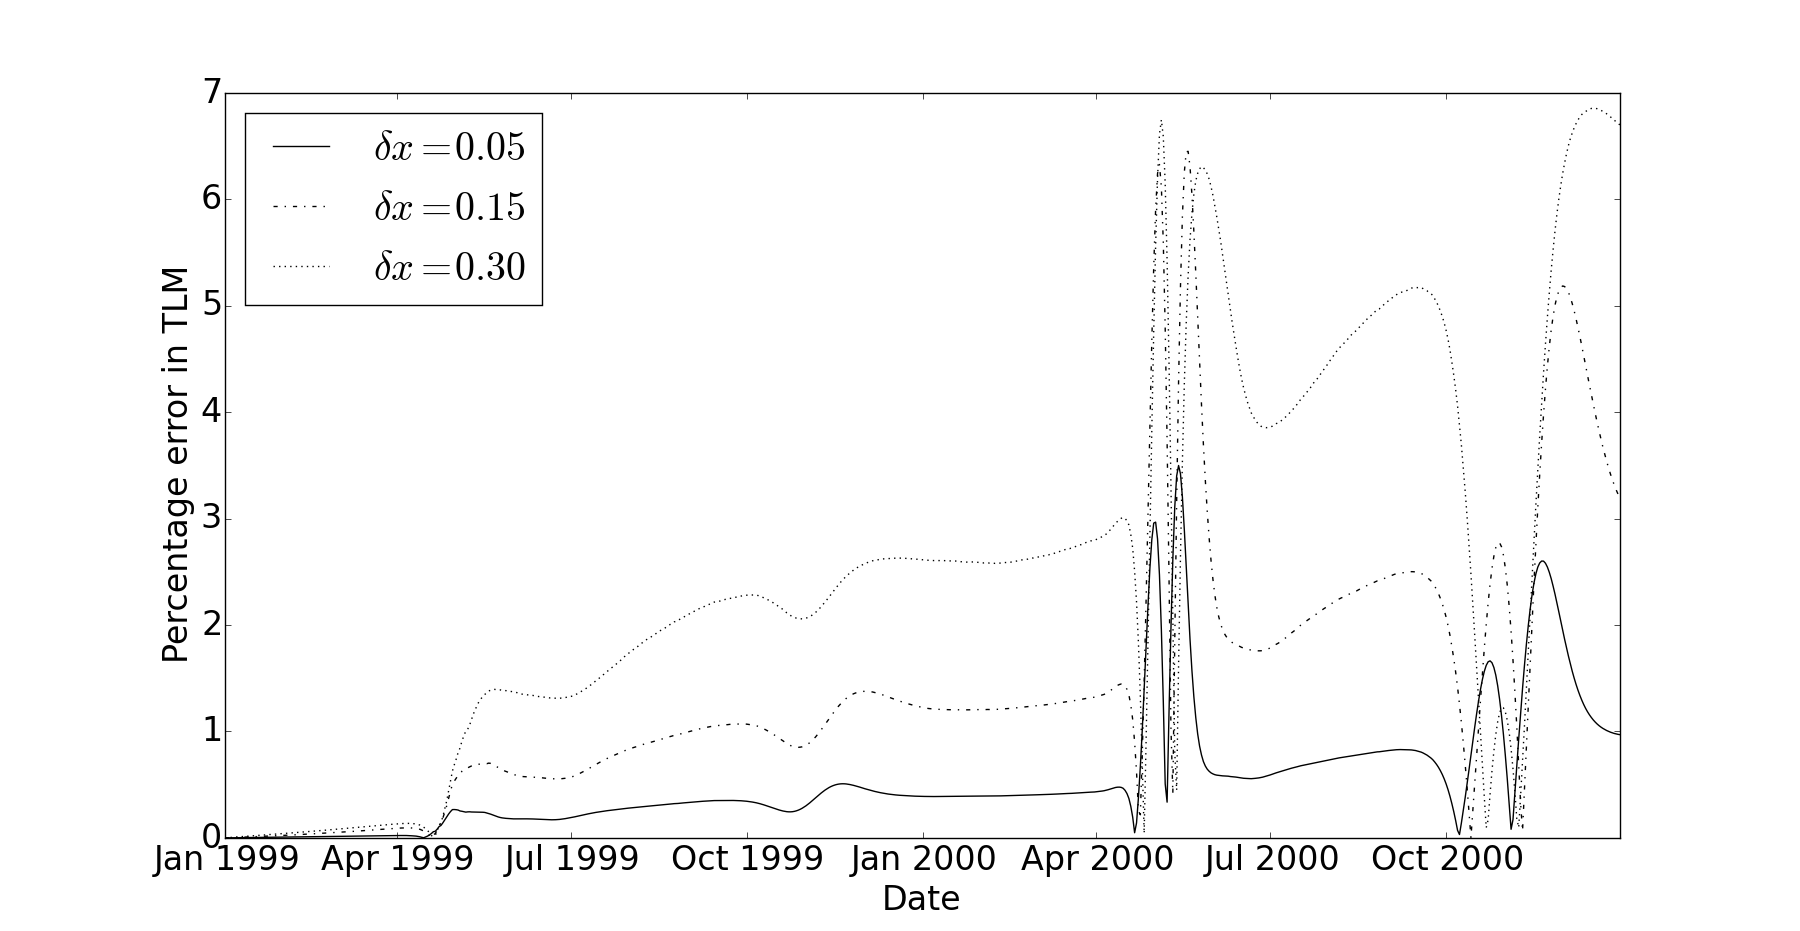 7
6
5
4
3
2
1
0
Percentage error in TLM
δx=0.05
δx=0.15
δx=0.30
Jan 1999 Apr 1999 Jul 1999 Oct 1999 Jan 2000 Apr 2000 Jul 2000 Oct 2000
Date